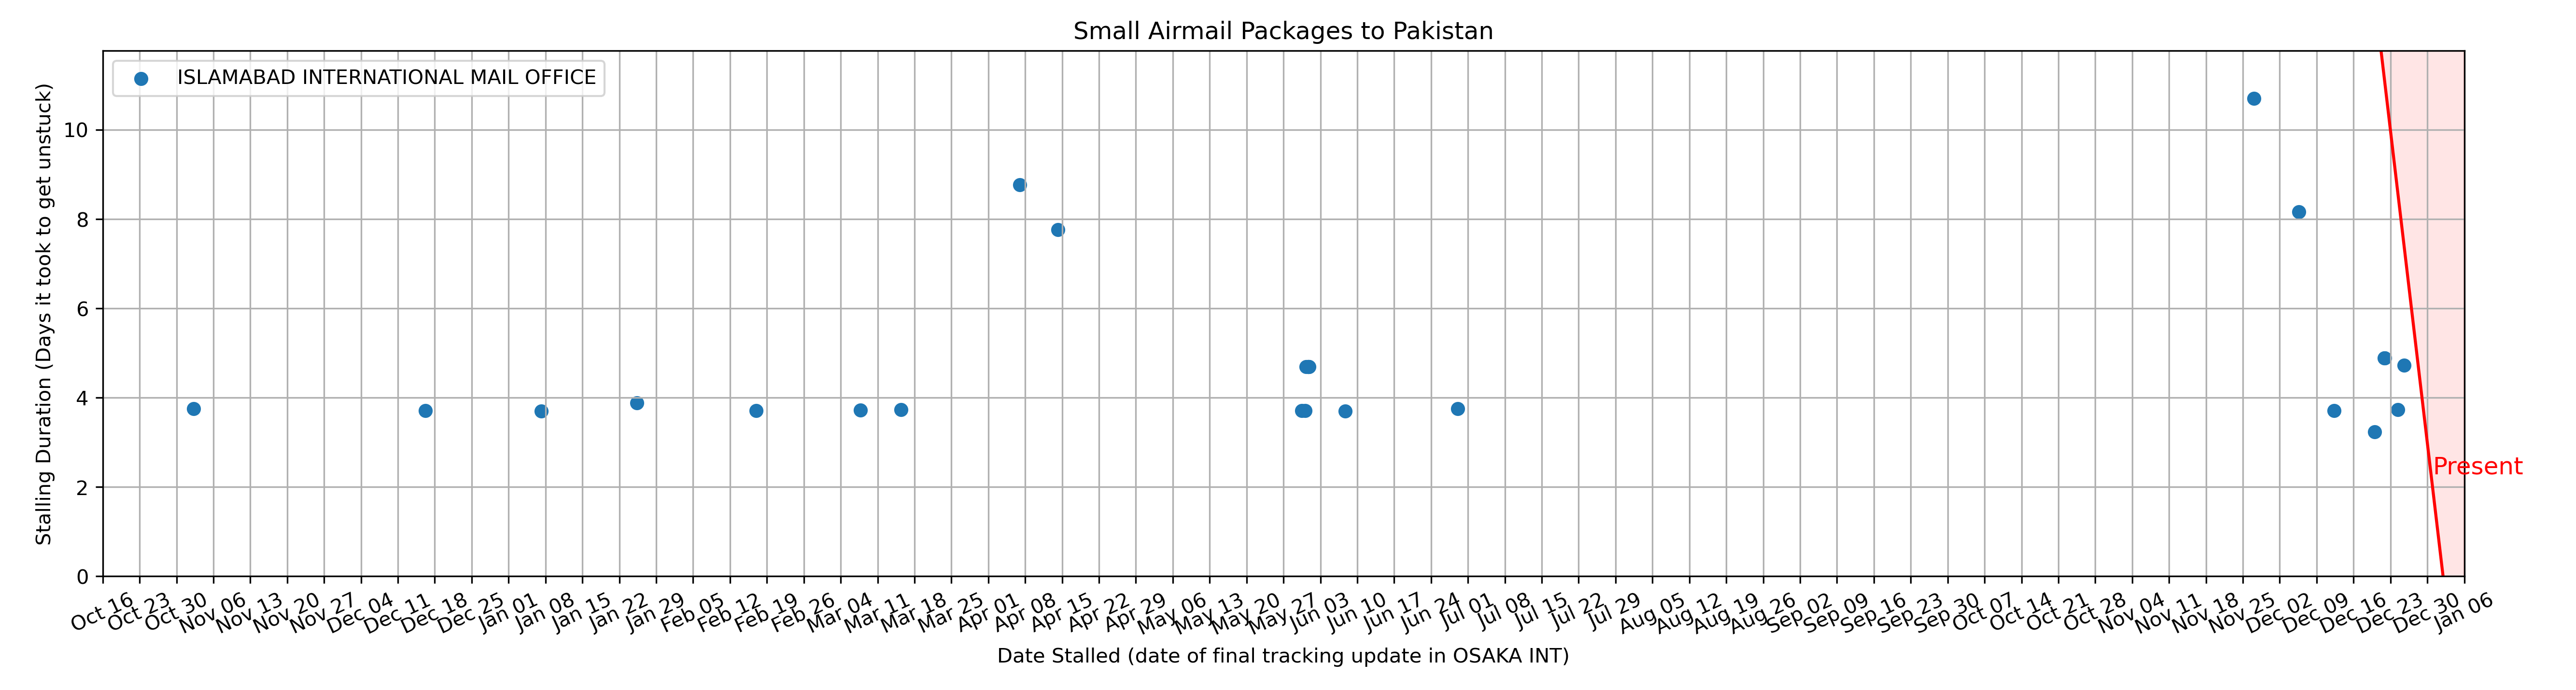 Small Airmail Packages to Pakistan
ISLAMABAD INTERNATIONAL MAIL OFFICE
Stalling Duration (Days it took to get unstuck)
10
8
6
4
2
0
Present
Oct 16
Oct 23
Oct 30
Nov 06
Nov 13
Nov 20
Nov 27
Dec 04
Dec 11
Dec 18
Dec 25
Jan 01
Jan 08
Jan 15
Jan 22
Jan 29
Feb 05
Feb 12
Feb 19
Feb 26
Mar 04
Mar 11
Mar 18
Mar 25
Apr 01
Apr 08
Apr 15
Apr 22
Apr 29
May 06
May 13
May 20
May 27
Jun 03
Jun 10
Jun 17
Jun 24
Jul 01
Jul 08
Jul 15
Jul 22
Jul 29
Aug 05
Aug 12
Aug 19
Aug 26
Sep 02
Sep 09
Sep 16
Sep 23
Sep 30
Oct 07
Oct 14
Oct 21
Oct 28
Nov 04
Nov 11
Nov 18
Nov 25
Dec 02
Dec 09
Dec 16
Dec 23
Dec 30
Jan 06
Date Stalled (date of final tracking update in OSAKA INT)